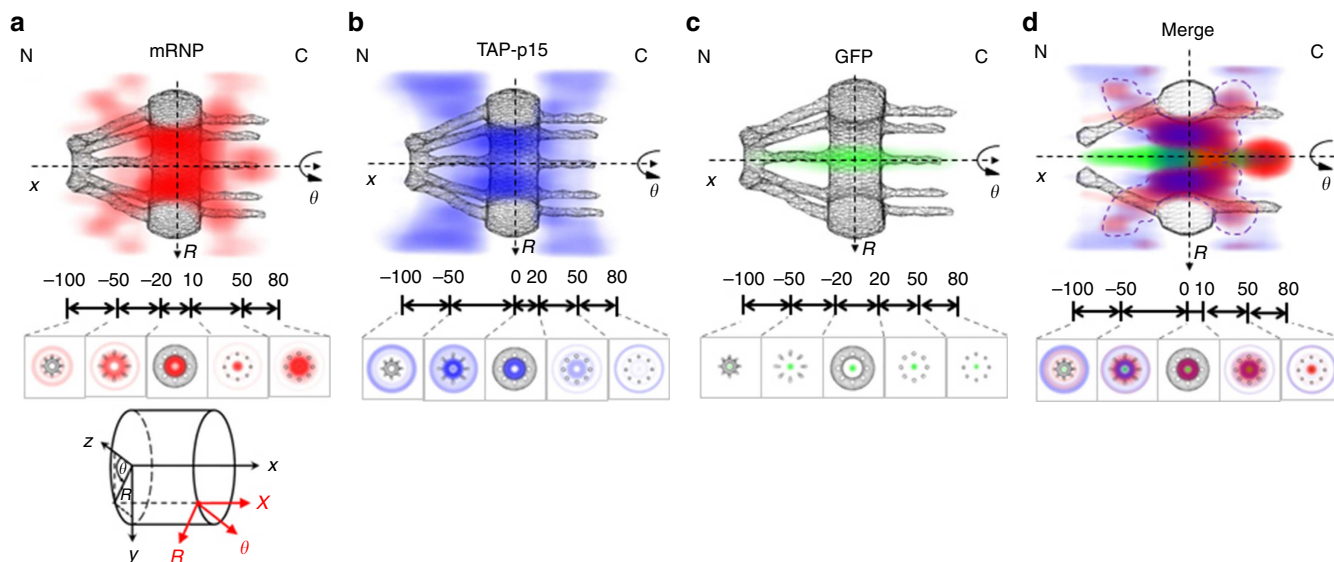 a
mRNP
N
C
x
θ
R
–100 –50 –20 10 50 80
z
θ
R
x
X
y
R
θ
b
TAP-p15
N
C
x
θ
R
–100 –50 0 20 50 80
c
GFP
N
C
x
θ
R
–100 –50 –20 20 50 80
d
Merge
N
C
x
θ
R
–100 –50 0 10 50 80